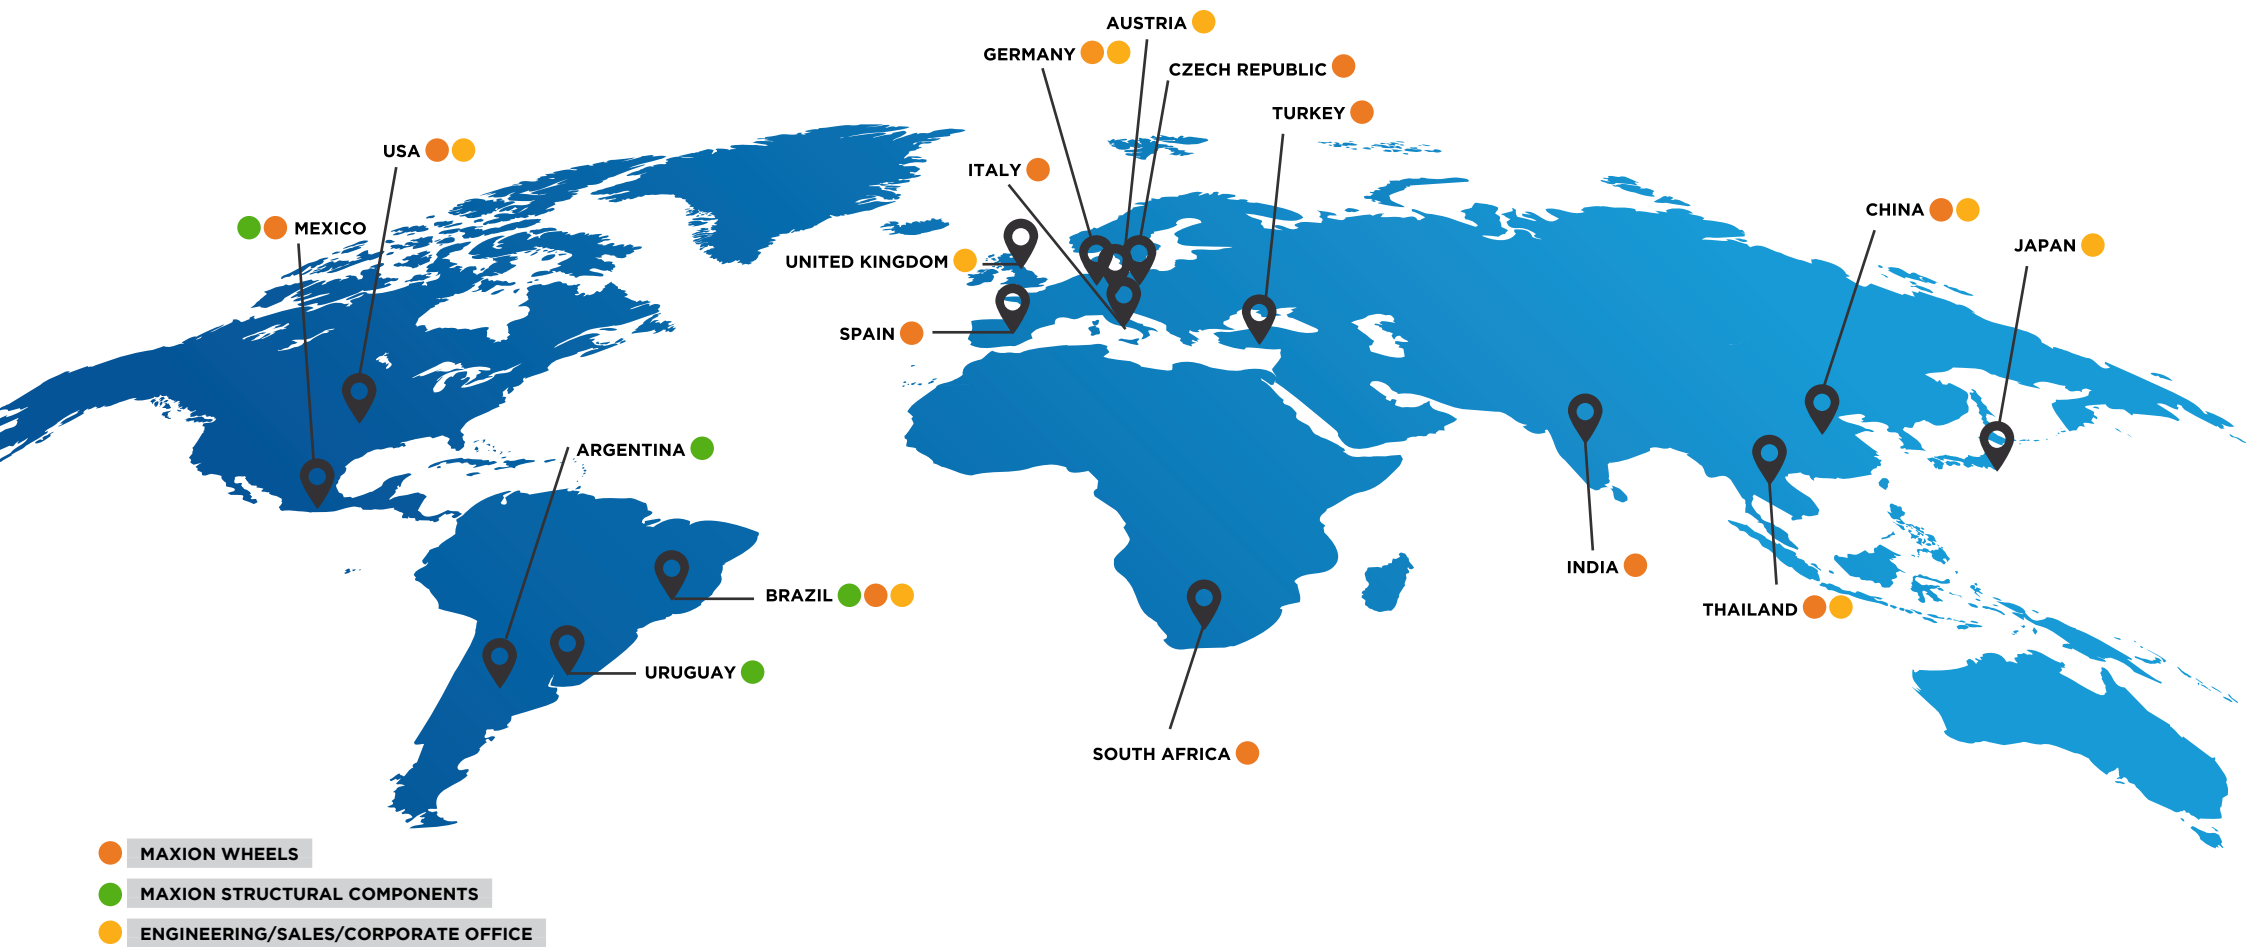 AUSTRIA
GERMANY
CZECH REPUBLIC
TURKEY
USA
ITALY
CHINA
MEXICO
JAPAN
UNITED KINGDOM
SPAIN
ARGENTINA
INDIA
BRAZIL
THAILAND
URUGUAY
SOUTH AFRICA
MAXION WHEELS
MAXION STRUCTURAL COMPONENTS
ENGINEERING/SALES/CORPORATE OFFICE